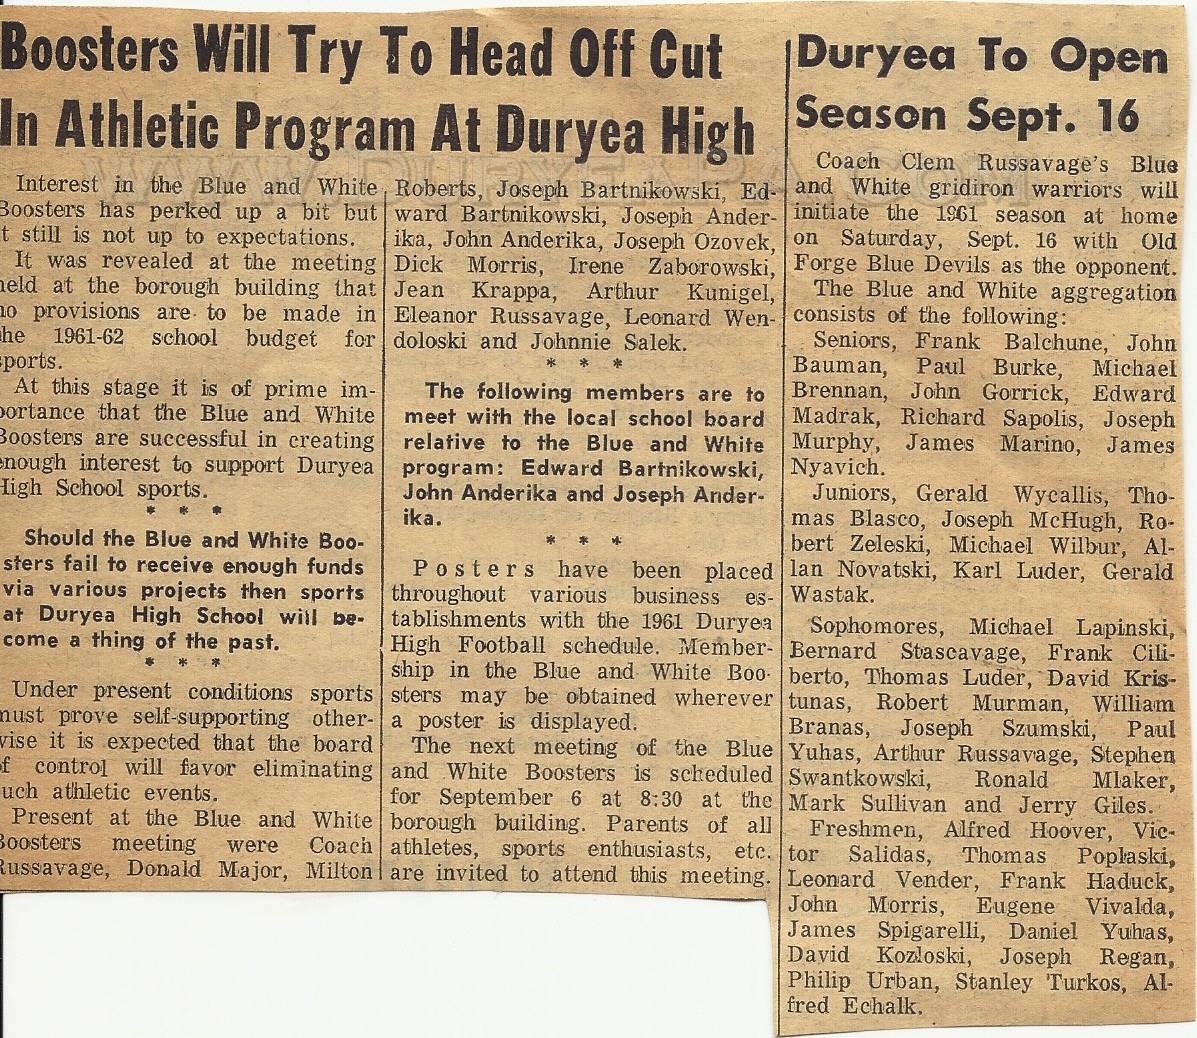 Boosters Will Try To Head Off Cut
In Athletic Program At Duryea High
Interest in the Blue and White
Boosters has perked up a bit but
t still is not up to expectations.
It was revealed at the meeting
held at the borough building that
no provisions are to be made in
the 1961-62 school budget for
sports.
At this stage it is of prime im-
portance that the Blue and White
Boosters are successful in creating
enough interest to support Duryea
High School sports.
* * *
Should the Blue and White Boo-
sters fail to receive enough funds
via various projects then sports
at Duryea High School will be-
come a thing of the past.
* * *
Under present conditions sports
must prove self-supporting other-
wise it is expected that the board
of control will favor eliminating
such athletic events.
Present at the Blue and White
Boosters meeting were Coach
Russavage, Donald Major, Milton
Roberts, Joseph Bartnikowski, Ed-
ward Bartnikowski, Joseph Ander-
ika, John Anderika, Joseph Ozovek,
Dick Morris, Irene Zaborowski,
Jean Krappa, Arthur Kunigel,
Eleanor Russavage, Leonard Wen-
doloski and Johnnie Salek.
* * *
The following members are to
meet with the local school board
relative to the Blue and White
program: Edward Bartnikowski,
John Anderika and Joseph Ander-
ika.
* * *
Posters have been placed
throughout various business es-
tablishments with the 1961 Duryea
High Football schedule. Member-
ship in the Blue and White Boo-
sters may be obtained wherever
a poster is displayed.
The next meeting of the Blue
and White Boosters is scheduled
for September 6 at 8:30 at the
borough building. Parents of all
athletes, sports enthusiasts, etc.
are invited to attend this meeting.
Duryea To Open
Season Sept. 16
Coach Clem Russavage's Blue
and White gridiron warriors will
initiate the 1961 season at home
on Saturday, Sept. 16 with Old
Forge Blue Devils as the opponent.
The Blue and White aggregation
consists of the following:
Seniors, Frank Balchune, John
Bauman, Paul Burke, Michael
Brennan, John Gorrick, Edward
Madrak, Richard Sapolis, Joseph
Murphy, James Marino, James
Nyavich.
Juniors, Gerald Wycallis, Tho-
mas Blasco, Joseph McHugh, Ro-
bert Zeleski, Michael Wilbur, Al-
lan Novatski, Karl Luder, Gerald
Wastak.
Sophomores, Michael Lapinski,
Bernard Stascavage, Frank Cili-
berto, Thomas Luder, David Kris-
tunas, Robert Murman, William
Branas, Joseph Szumski, Paul
Yuhas, Arthur Russavage, Stephen
Swantkowski, Ronald Mlaker,
Mark Sullivan and Jerry Giles.
Freshmen, Alfred Hoover, Vic-
tor Salidas, Thomas Poplaski,
Leonard Vender, Frank Haduck,
John Morris, Eugene Vivalda,
James Spigarelli, Daniel Yuhas,
David Kozloski, Joseph Regan,
Philip Urban, Stanley Turkos, Al-
fred Echalk.